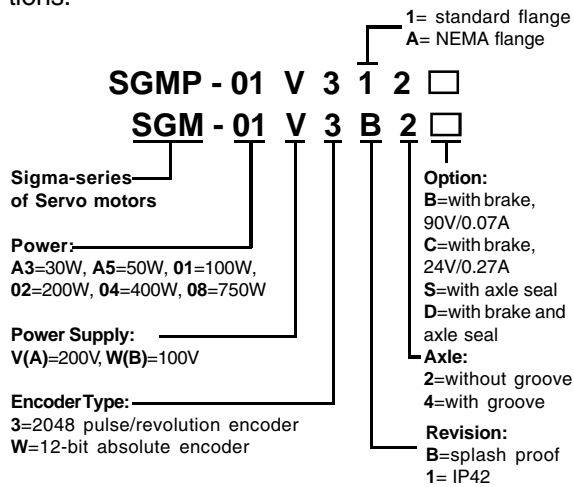 tions.
1= standard flange
A= NEMA flange
SGMP - 01 V 3 1 2 □
SGM - 01 V 3 B 2 □
Sigma-series
of Servo motors
Power:
A3=30W, A5=50W, 01=100W,
02=200W, 04=400W, 08=750W
Power Supply:
V(A)=200V, W(B)=100V
EncoderType:
3=2048 pulse/revolution encoder
W=12-bit absolute encoder
Option:
B=with brake,
90V/0.07A
C=with brake,
24V/0.27A
S=with axle seal
D=with brake and
axle seal
Axle:
2=without groove
4=with groove
Revision:
B=splash proof
1= IP42